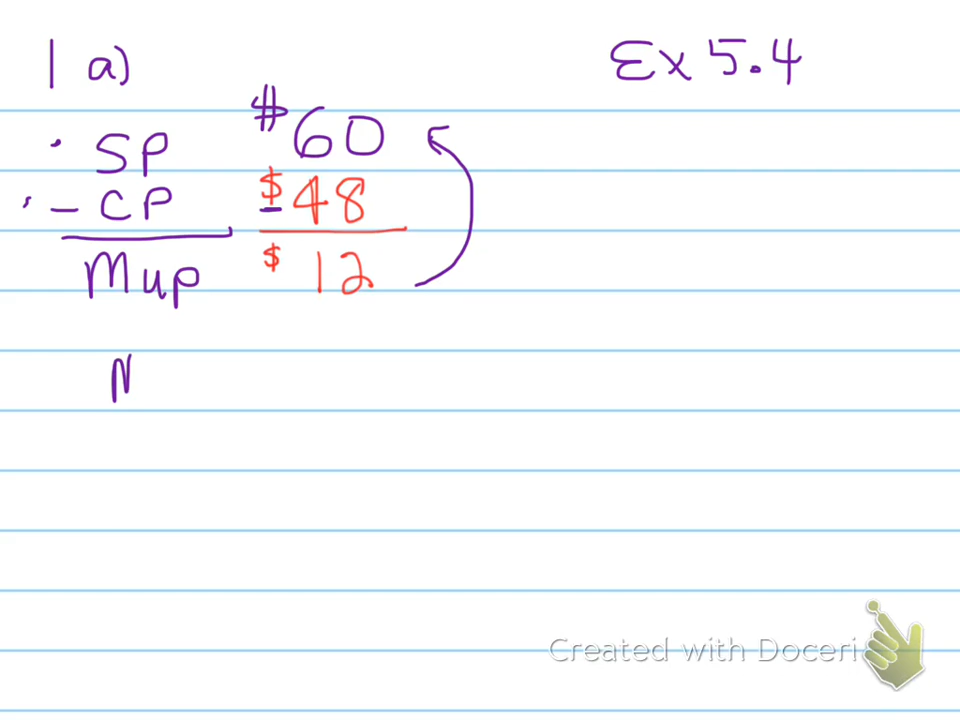 1 a) Ex 5.4
SP $60
- CP $48
Mup $ 12
M
Created with Doceri